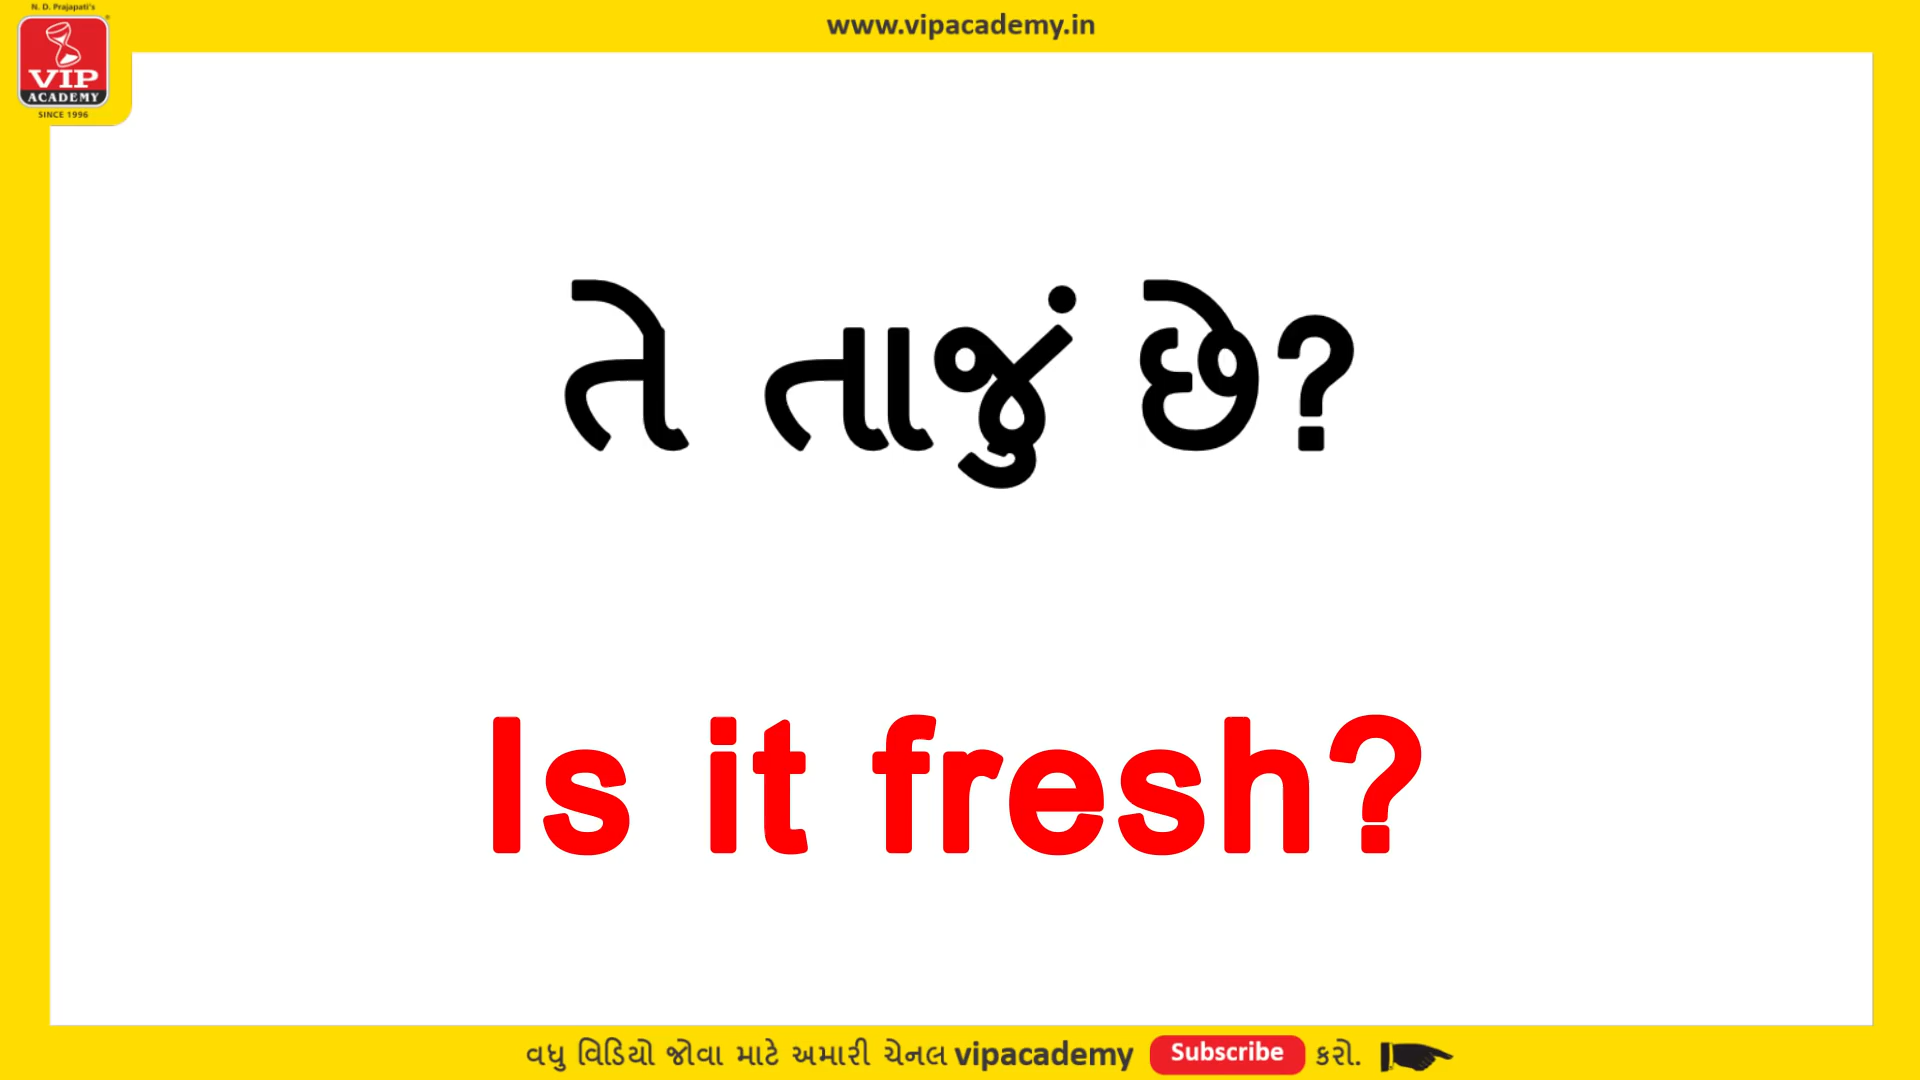 N. D. Prajapati's
VIP
ACADEMY
SINCE 1996
www.vipacademy.in
તે તાજું છે?
Is it fresh?
વધુ વિડિયો જોવા માટે અમારી ચેનલ vipacademy Subscribe કરો.